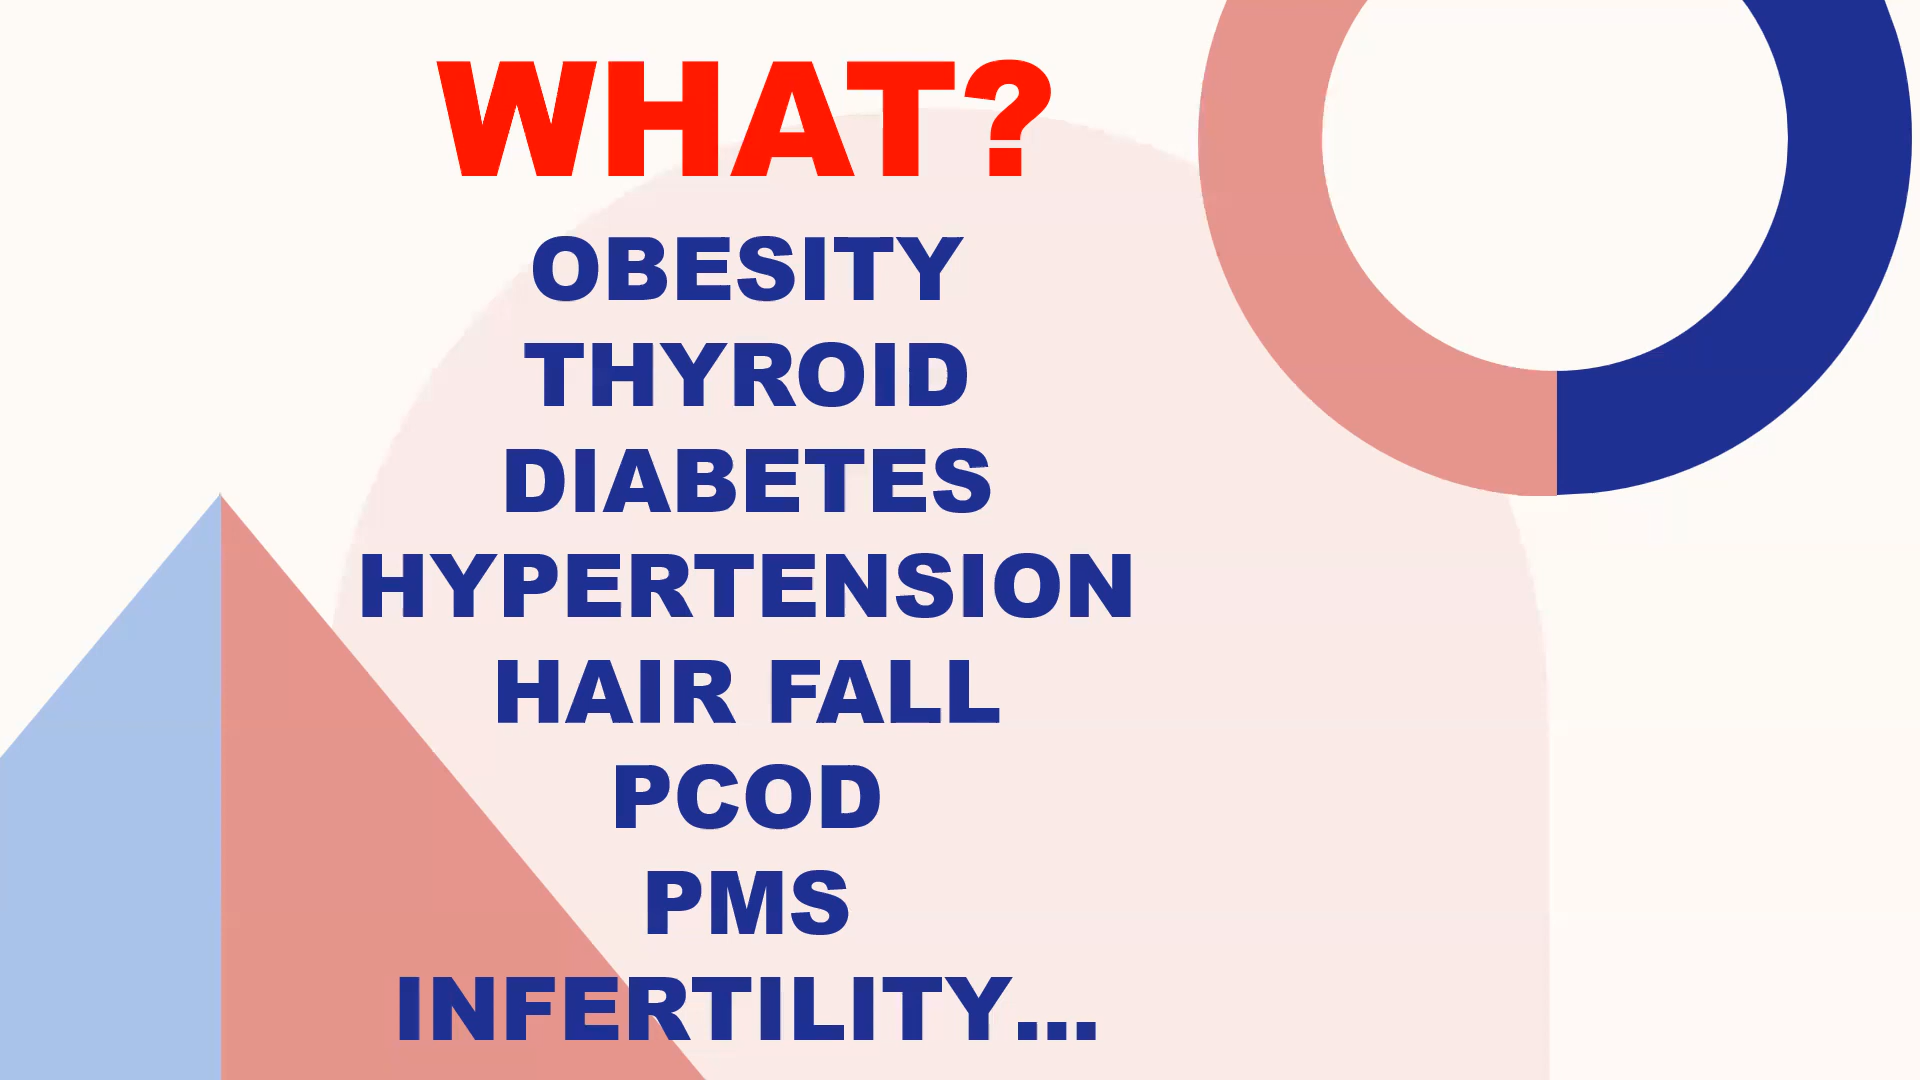 WHAT?
OBESITY
THYROID
DIABETES
HYPERTENSION
HAIR FALL
PCOD
PMS
INFERTILITY...